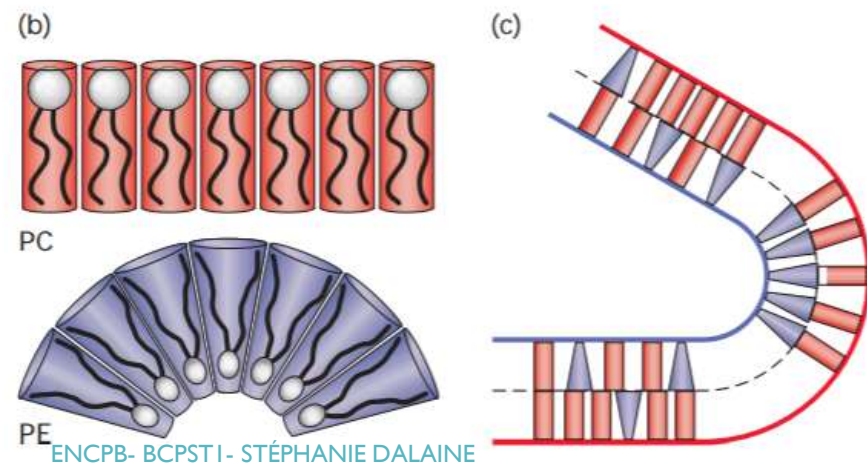 (b)
(c)
PC
PE
ENCPB- BCPST1- STÉPHANIE DALAINE